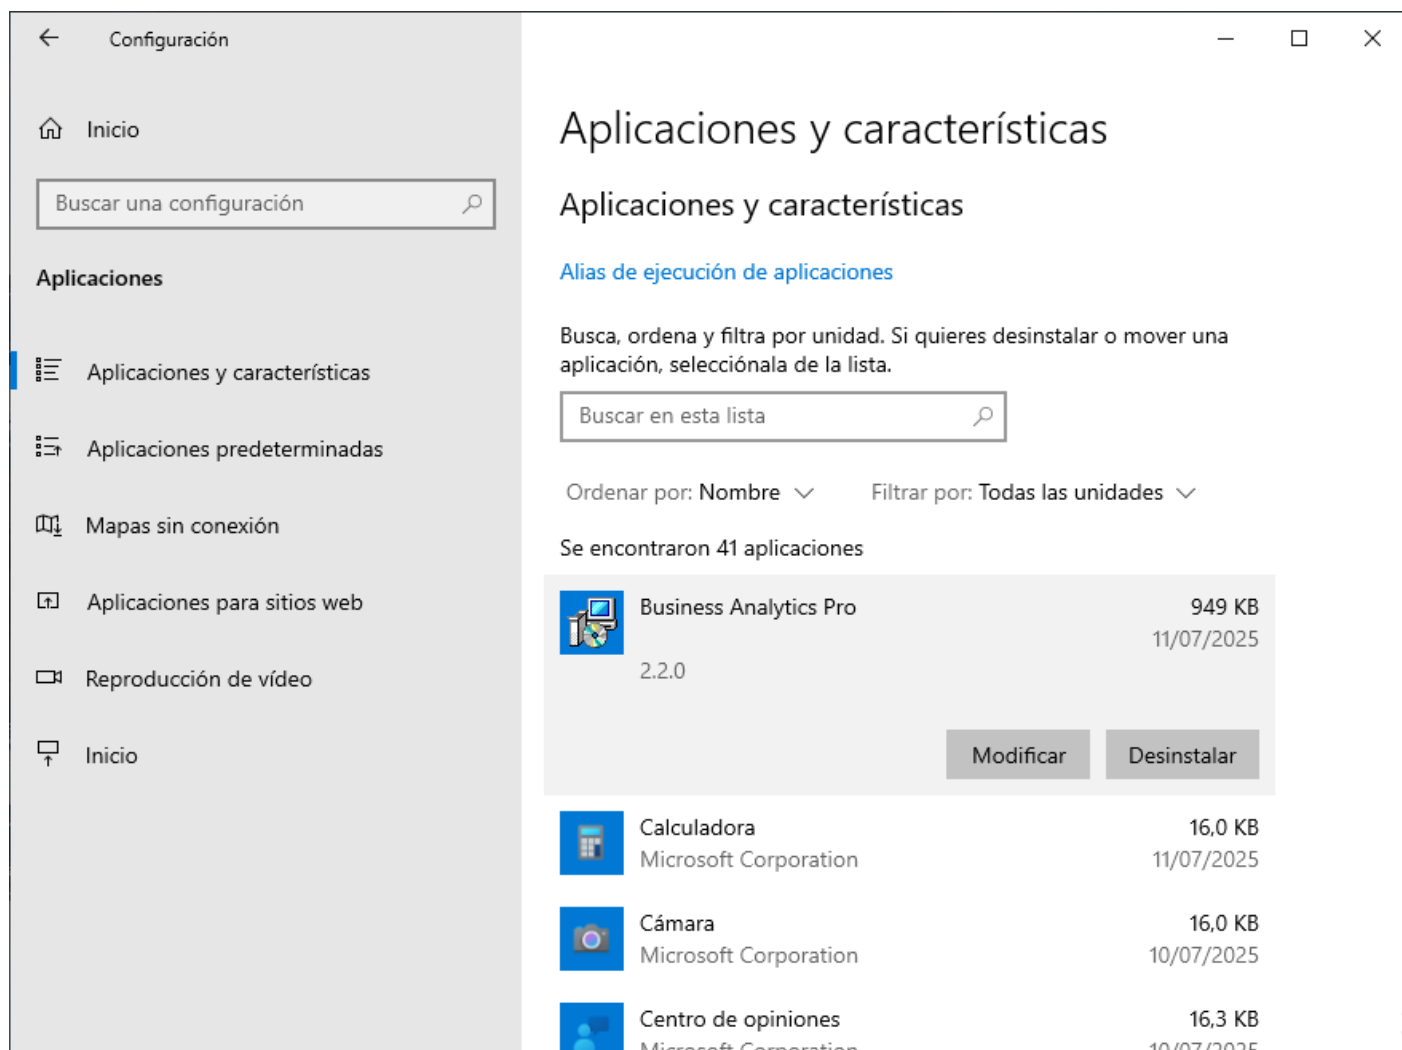 Configuración
Inicio
Buscar una configuración
Aplicaciones
Aplicaciones y características
Aplicaciones predeterminadas
Mapas sin conexión
Aplicaciones para sitios web
Reproducción de vídeo
Inicio
Aplicaciones y características
Aplicaciones y características
Alias de ejecución de aplicaciones
Busca, ordena y filtra por unidad. Si quieres desinstalar o mover una
aplicación, selecciónala de la lista.
Buscar en esta lista
Ordenar por: Nombre Filtrar por: Todas las unidades
Se encontraron 41 aplicaciones
Business Analytics Pro 949 KB
11/07/2025
2.2.0
Modificar Desinstalar
Calculadora 16,0 KB
Microsoft Corporation 11/07/2025
Cámara 16,0 KB
Microsoft Corporation 10/07/2025
Centro de opiniones 16,3 KB
Microsoft Corporation 10/07/2025